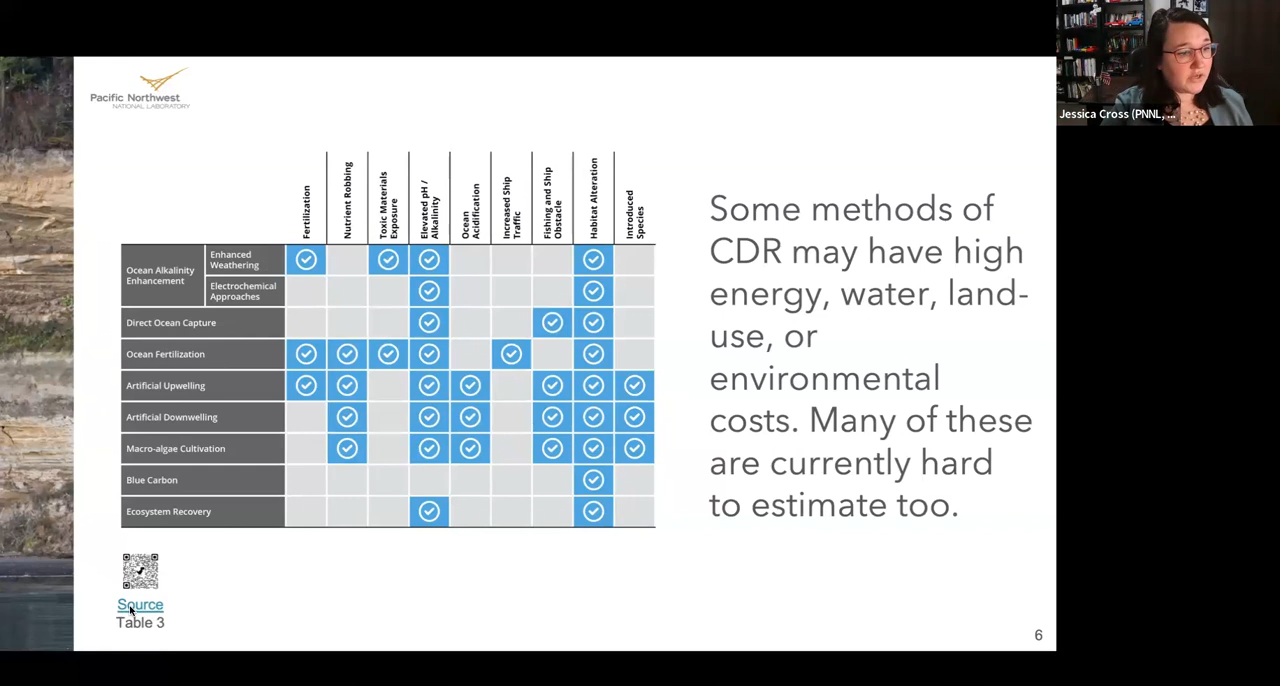 Pacific Northwest
NATIONAL LABORATORY
Jessica Cross (PNNL, ...
Fertilization
Nutrient Robbing
Toxic Materials
Exposure
Elevated pH /
Alkalinity
Ocean
Acidification
Increased Ship
Traffic
Fishing and Ship
Obstacle
Habitat Alteration
Introduced
Species
Ocean Alkalinity
Enhancement
Enhanced
Weathering
Electrochemical
Approaches
Direct Ocean Capture
Ocean Fertilization
Artificial Upwelling
Artificial Downwelling
Macro-algae Cultivation
Blue Carbon
Ecosystem Recovery
Some methods of
CDR may have high
energy, water, land-
use, or
environmental
costs. Many of these
are currently hard
to estimate too.
Source
Table 3
6